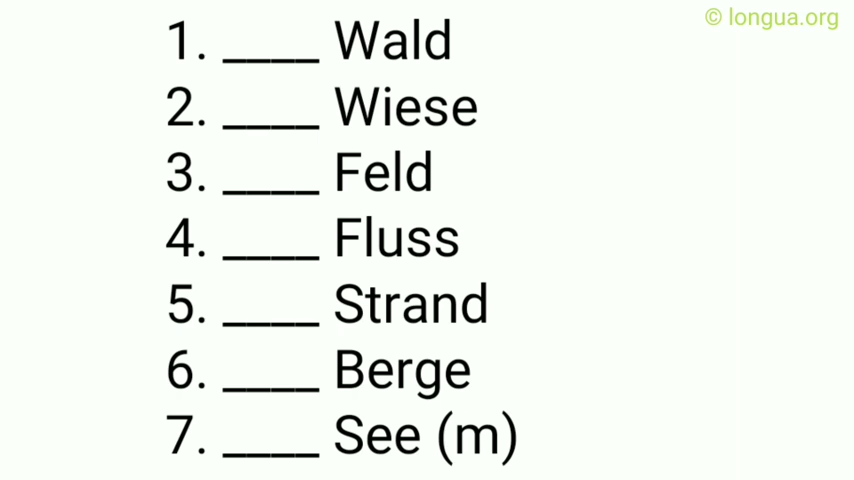 © longua.org
1. ____ Wald
2. ____ Wiese
3. ____ Feld
4. ____ Fluss
5. ____ Strand
6. ____ Berge
7. ____ See (m)